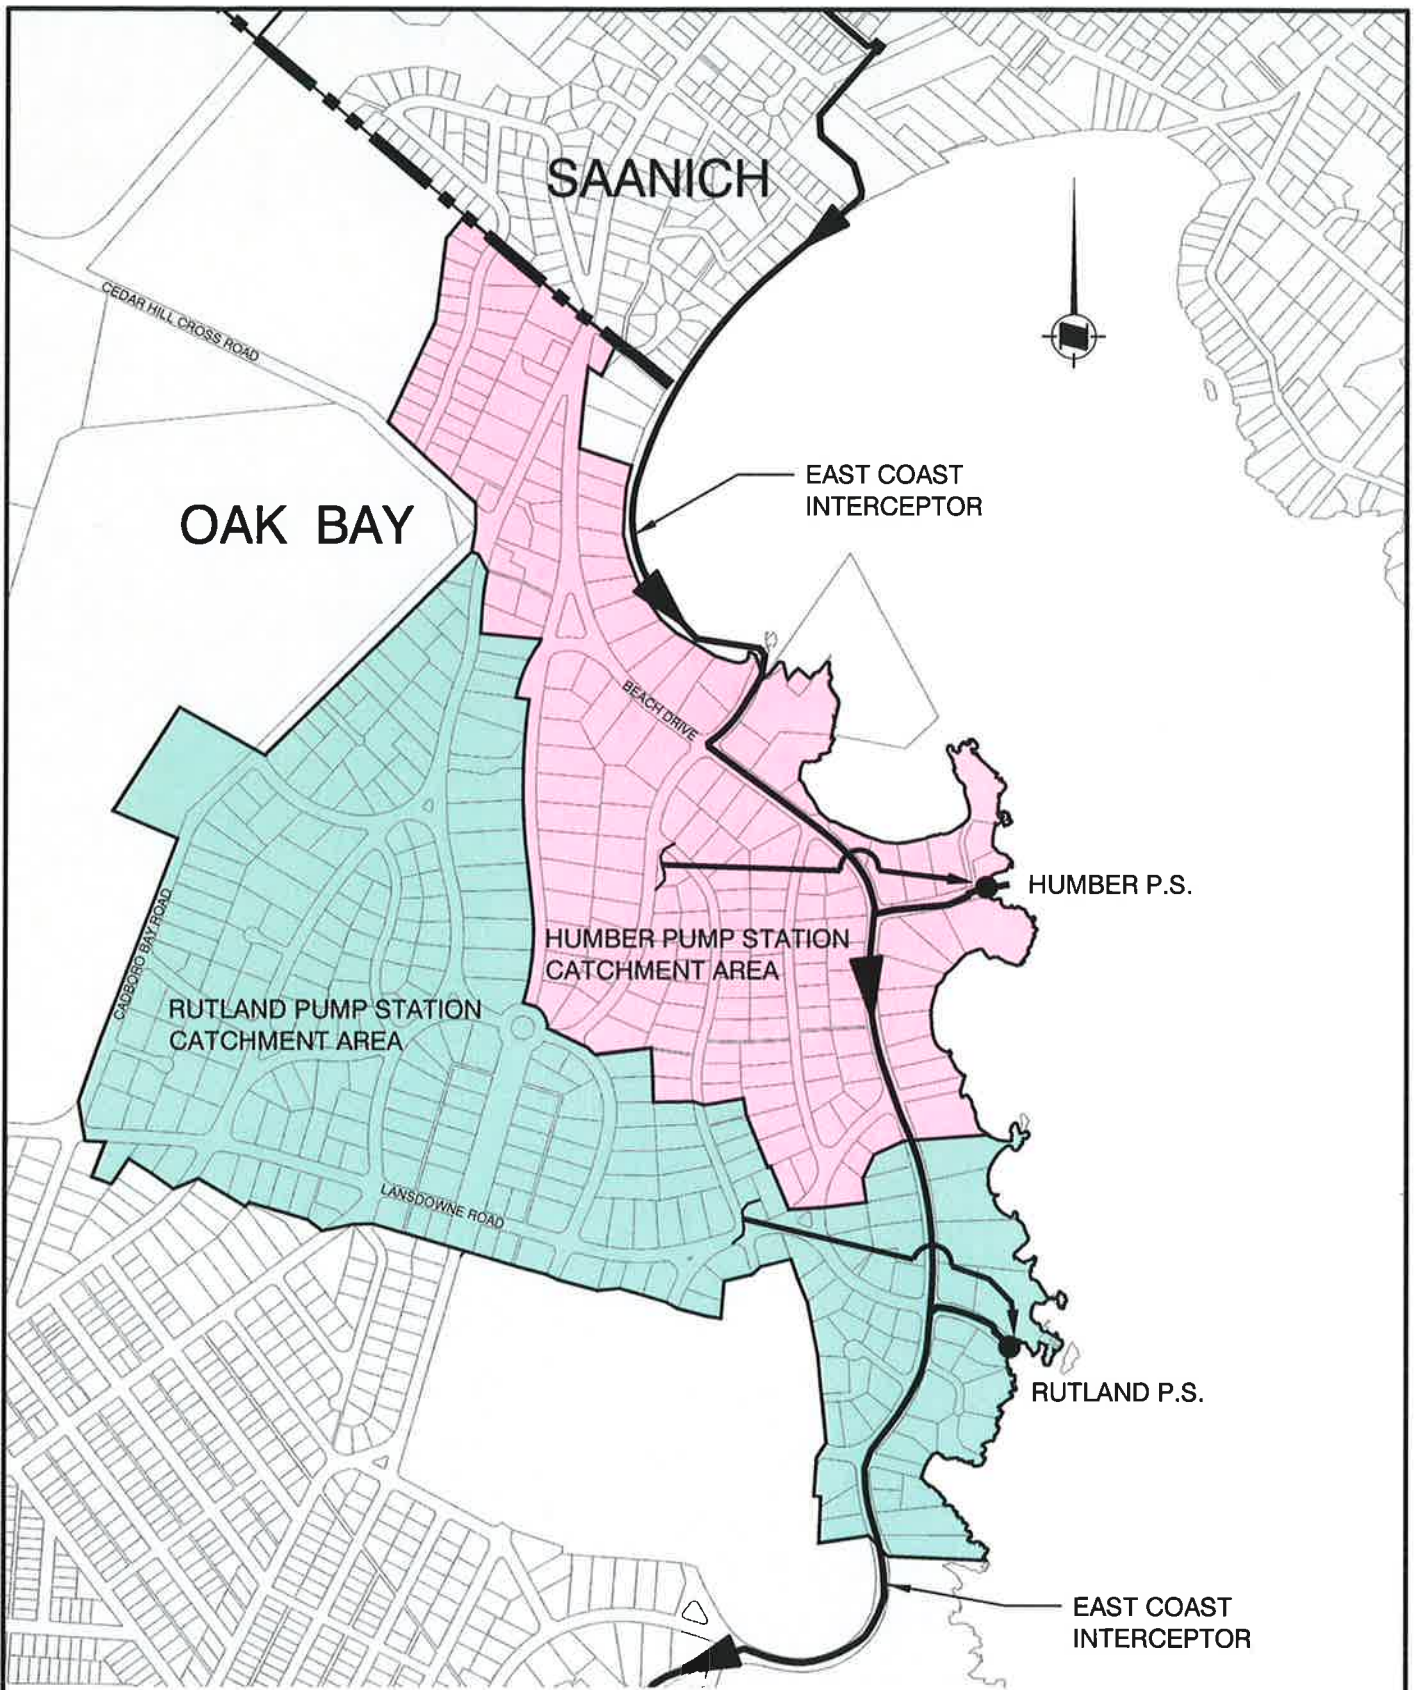 SAANICH
CEDAR HILL CROSS ROAD
EAST COAST
INTERCEPTOR
OAK BAY
BEACH DRIVE
HUMBER P.S.
HUMBER PUMP STATION
CATCHMENT AREA
CADBORO BAY ROAD
RUTLAND PUMP STATION
CATCHMENT AREA
LANSDOWNE ROAD
RUTLAND P.S.
EAST COAST
INTERCEPTOR